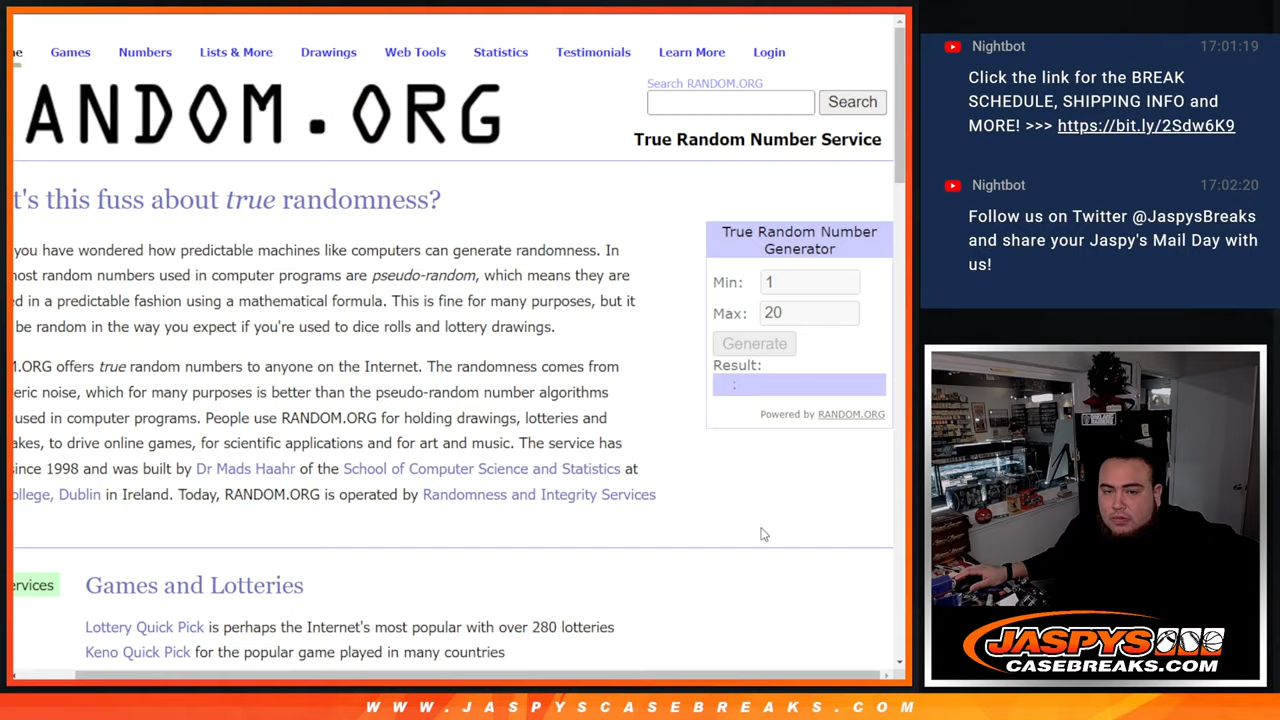 ne Games Numbers Lists & More Drawings Web Tools Statistics Testimonials Learn More Login
Search RANDOM.ORG
ANDOM.ORG
Search
True Random Number Service
t's this fuss about true randomness?
you have wondered how predictable machines like computers can generate randomness. In
nost random numbers used in computer programs are pseudo-random, which means they are
d in a predictable fashion using a mathematical formula. This is fine for many purposes, but it
be random in the way you expect if you're used to dice rolls and lottery drawings.
M.ORG offers true random numbers to anyone on the Internet. The randomness comes from
eric noise, which for many purposes is better than the pseudo-random number algorithms
used in computer programs. People use RANDOM.ORG for holding drawings, lotteries and
akes, to drive online games, for scientific applications and for art and music. The service has
since 1998 and was built by Dr Mads Haahr of the School of Computer Science and Statistics at
ollege, Dublin in Ireland. Today, RANDOM.ORG is operated by Randomness and Integrity Services
True Random Number
Generator
Min: 1
Max: 20
Generate
Result:
Powered by RANDOM.ORG
ervices
Games and Lotteries
Lottery Quick Pick is perhaps the Internet's most popular with over 280 lotteries
Keno Quick Pick for the popular game played in many countries
Nightbot 17:01:19
Click the link for the BREAK
SCHEDULE, SHIPPING INFO and
MORE! >>> https://bit.ly/2Sdw6K9
Nightbot 17:02:20
Follow us on Twitter @JaspysBreaks
and share your Jaspy's Mail Day with
us!
JASPYS
CASEBREAKS.COM
WWW.JASPYSCASEBREAKS.COM